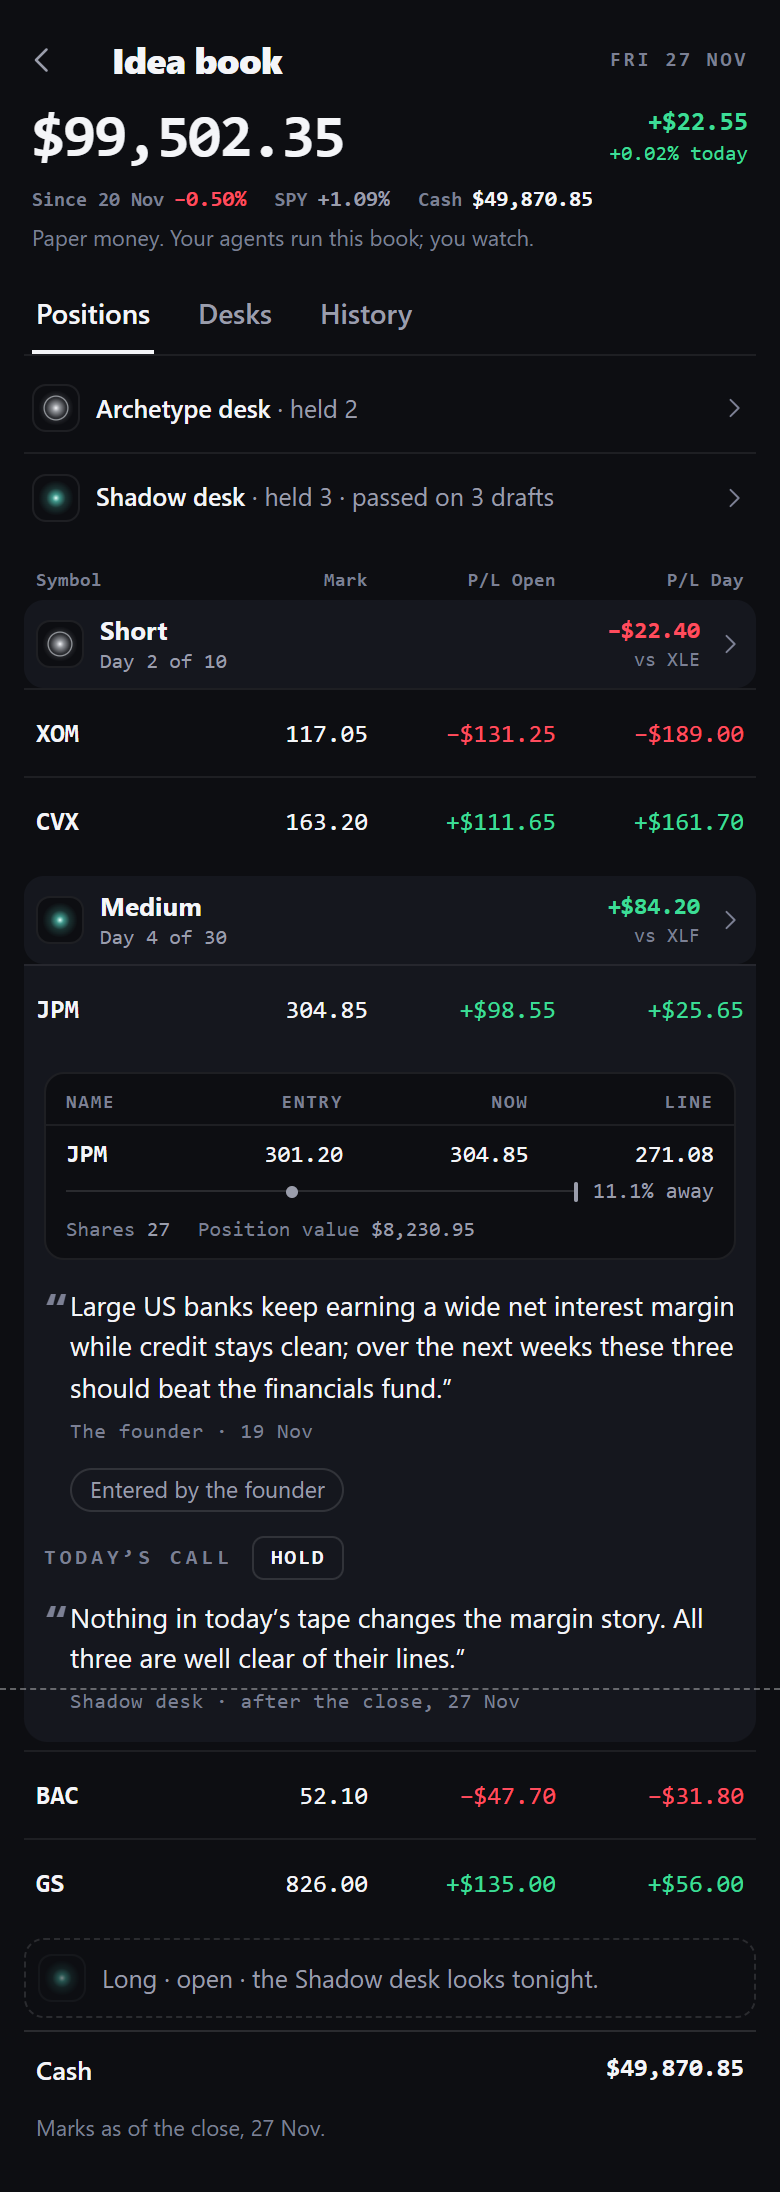 Idea book
FRI 27 NOV
$99,502.35
+$22.55
+0.02% today
Since 20 Nov −0.50% SPY +1.09% Cash $49,870.85
Paper money. Your agents run this book; you watch.
Positions Desks History
Archetype desk · held 2
Shadow desk · held 3 · passed on 3 drafts
Symbol Mark P/L Open P/L Day
Short −$22.40
Day 2 of 10 vs XLE
XOM 117.05 −$131.25 −$189.00
CVX 163.20 +$111.65 +$161.70
Medium +$84.20
Day 4 of 30 vs XLF
JPM 304.85 +$98.55 +$25.65
NAME ENTRY NOW LINE
JPM 301.20 304.85 271.08
11.1% away
Shares 27 Position value $8,230.95
“Large US banks keep earning a wide net interest margin
while credit stays clean; over the next weeks these three
should beat the financials fund.”
The founder · 19 Nov
Entered by the founder
TODAY’S CALL HOLD
“Nothing in today’s tape changes the margin story. All
three are well clear of their lines.”
Shadow desk · after the close, 27 Nov
BAC 52.10 −$47.70 −$31.80
GS 826.00 +$135.00 +$56.00
Long · open · the Shadow desk looks tonight.
Cash $49,870.85
Marks as of the close, 27 Nov.